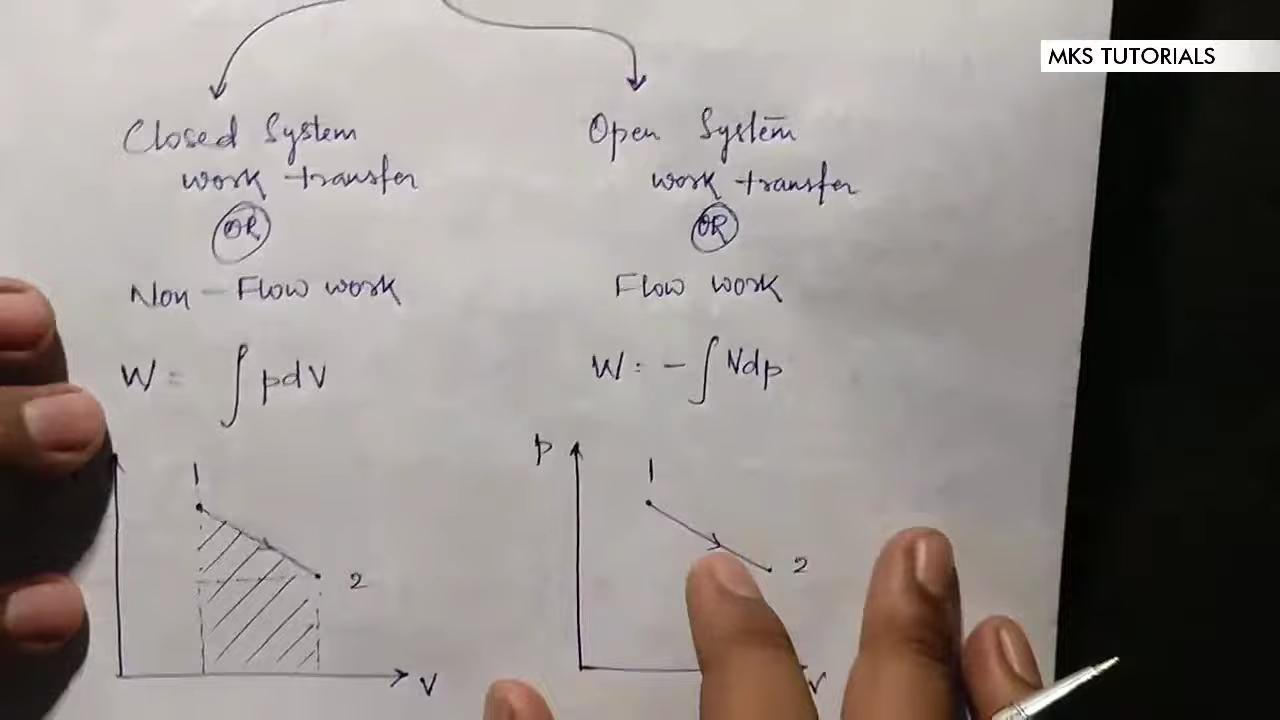 MKS TUTORIALS
Closed System
work transfer
OR
Non - Flow work
W = ∫ pdV
1
2
V
Open System
work transfer
OR
Flow work
W = - ∫ Vdp
p
1
2
V